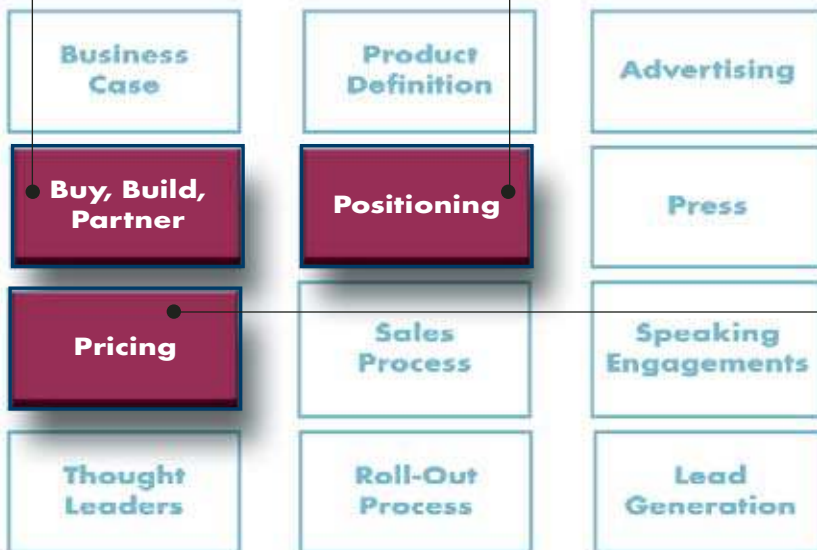 Business
Case
Product
Definition
Advertising
Buy, Build,
Partner
Positioning
Press
Pricing
Sales
Process
Speaking
Engagements
Thought
Leaders
Roll-Out
Process
Lead
Generation